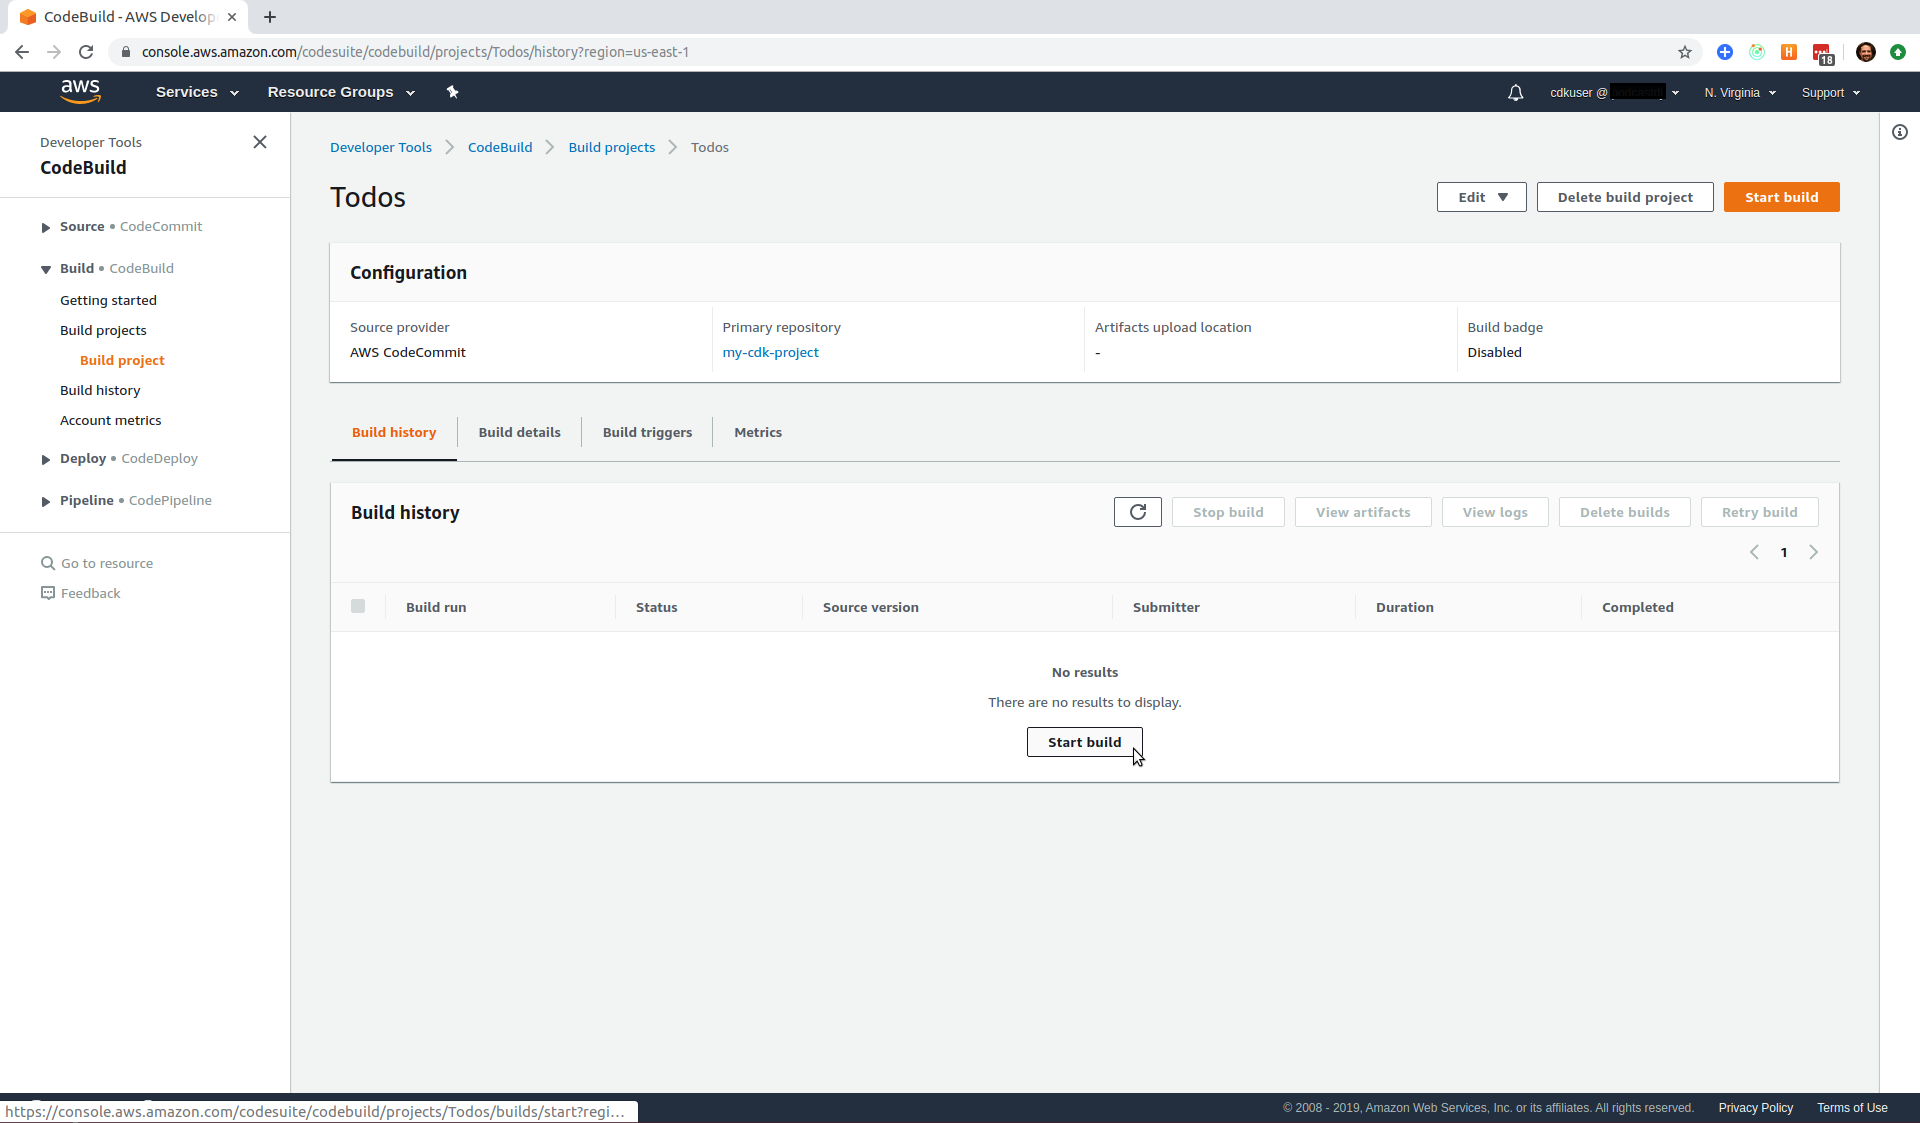 CodeBuild - AWS Develop
console.aws.amazon.com/codesuite/codebuild/projects/Todos/history?region=us-east-1
H
18
aws
Services
Resource Groups
cdkuser @
N. Virginia
Support
Developer Tools
CodeBuild
Source • CodeCommit
Build • CodeBuild
Getting started
Build projects
Build project
Build history
Account metrics
Deploy • CodeDeploy
Pipeline • CodePipeline
Go to resource
Feedback
Developer Tools > CodeBuild > Build projects > Todos
Todos
Edit
Delete build project
Start build
Configuration
Source provider
AWS CodeCommit
Primary repository
my-cdk-project
Artifacts upload location
-
Build badge
Disabled
Build history
Build details
Build triggers
Metrics
Build history
Stop build
View artifacts
View logs
Delete builds
Retry build
1
Build run
Status
Source version
Submitter
Duration
Completed
No results
There are no results to display.
Start build
https://console.aws.amazon.com/codesuite/codebuild/projects/Todos/builds/start?regi...
© 2008 - 2019, Amazon Web Services, Inc. or its affiliates. All rights reserved.
Privacy Policy
Terms of Use